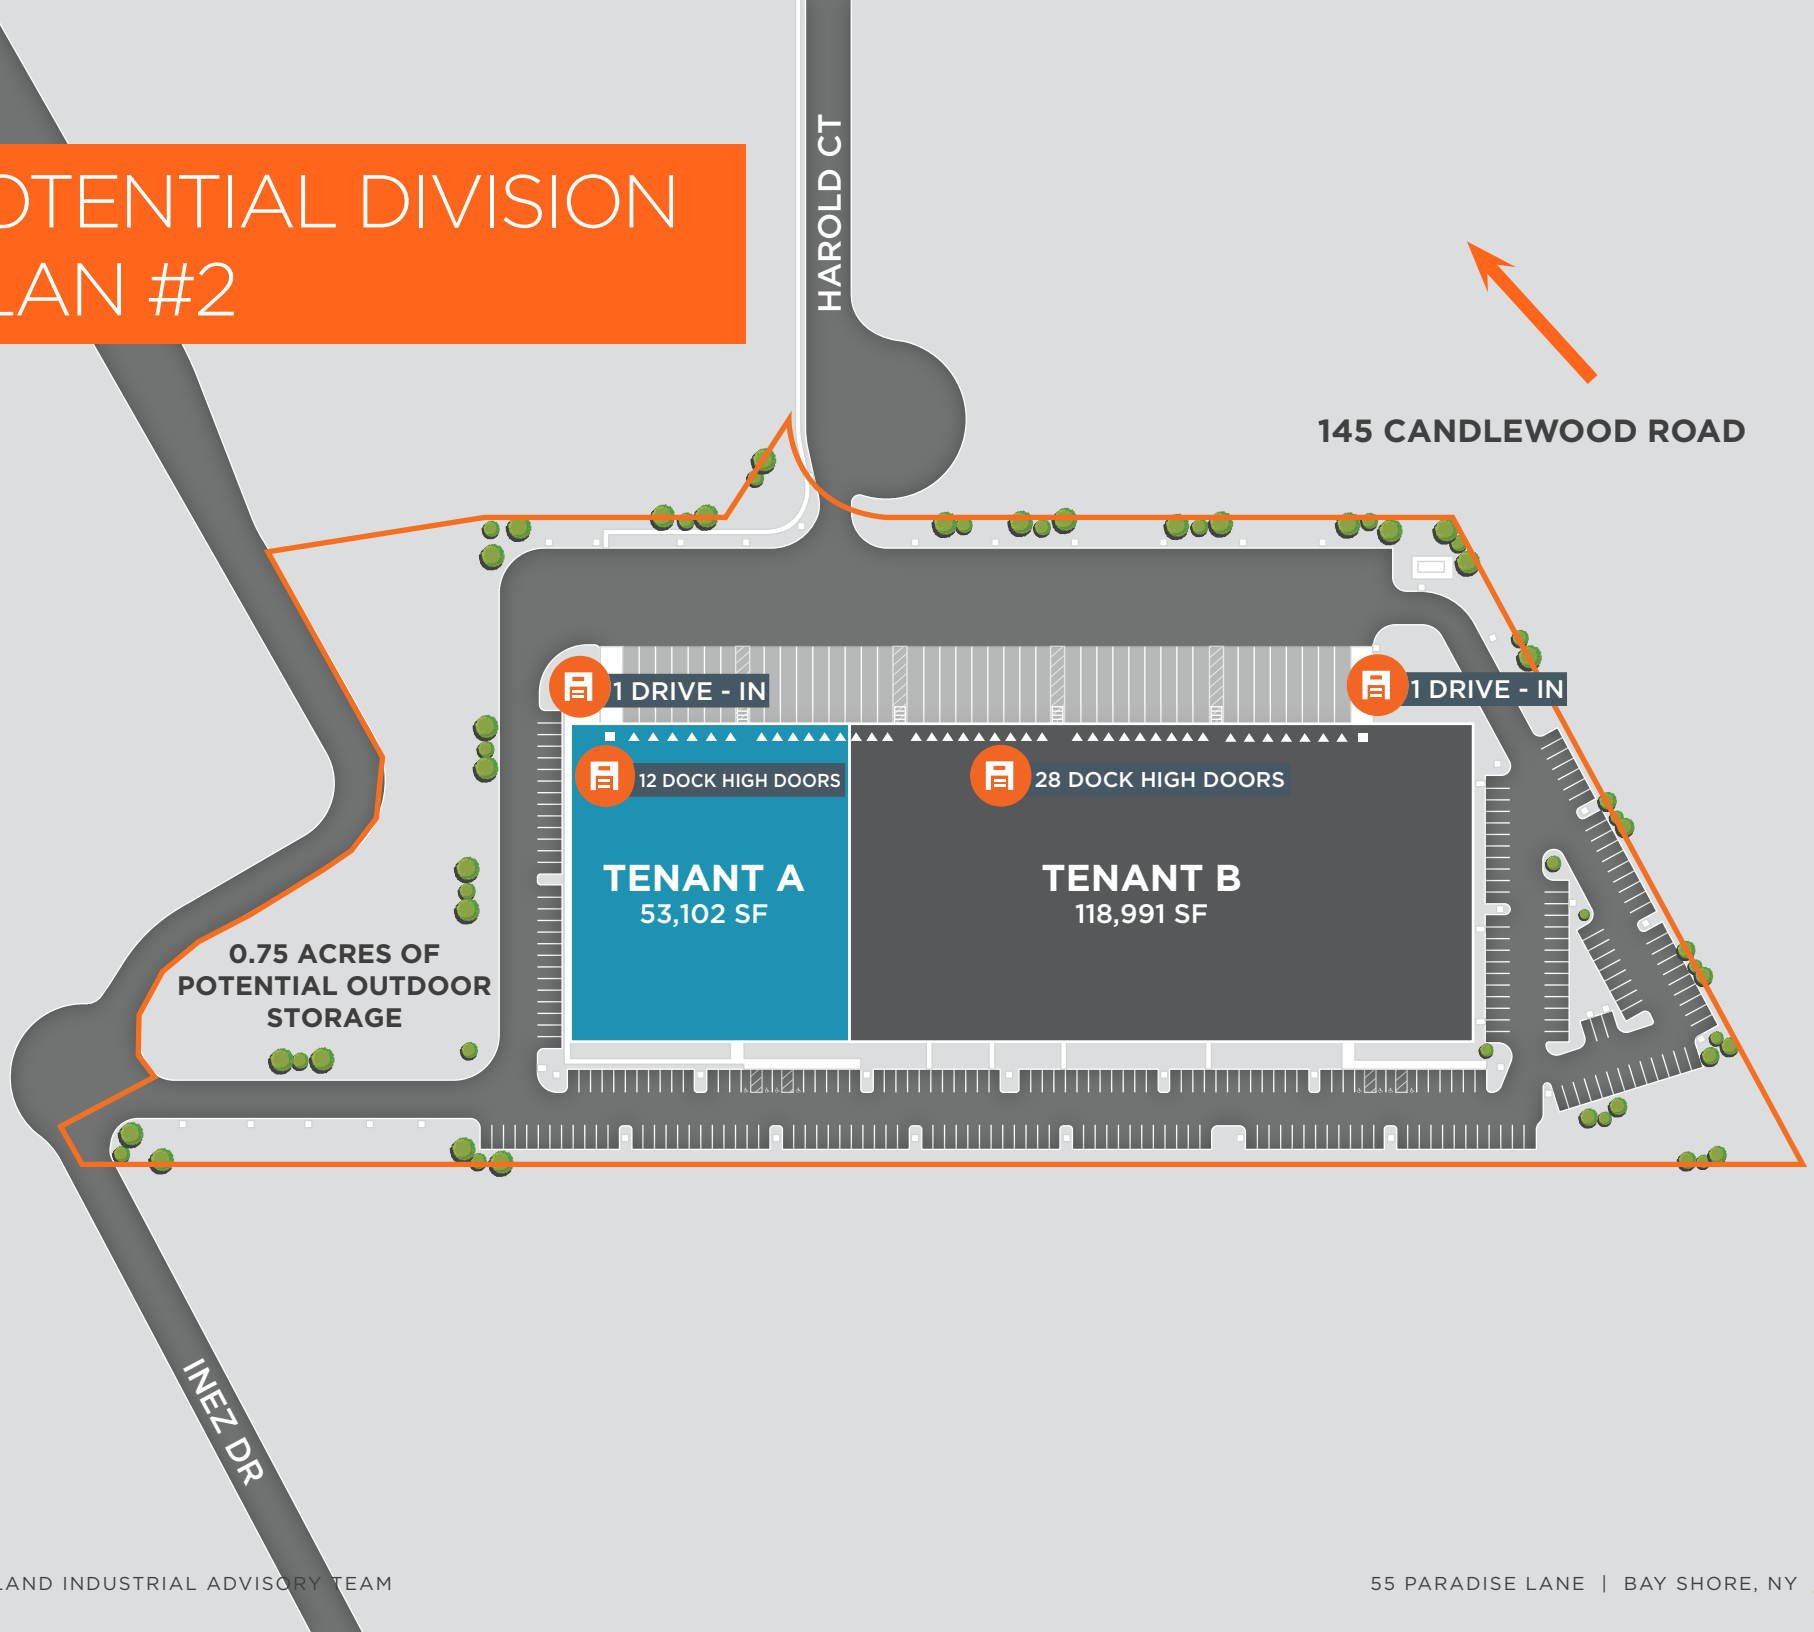 OTENTIAL DIVISION
LAN #2
HAROLD CT
145 CANDLEWOOD ROAD
1 DRIVE - IN
1 DRIVE - IN
12 DOCK HIGH DOORS
28 DOCK HIGH DOORS
TENANT A
53,102 SF
TENANT B
118,991 SF
0.75 ACRES OF
POTENTIAL OUTDOOR
STORAGE
INEZ DR
LAND INDUSTRIAL ADVISORY TEAM
55 PARADISE LANE | BAY SHORE, NY